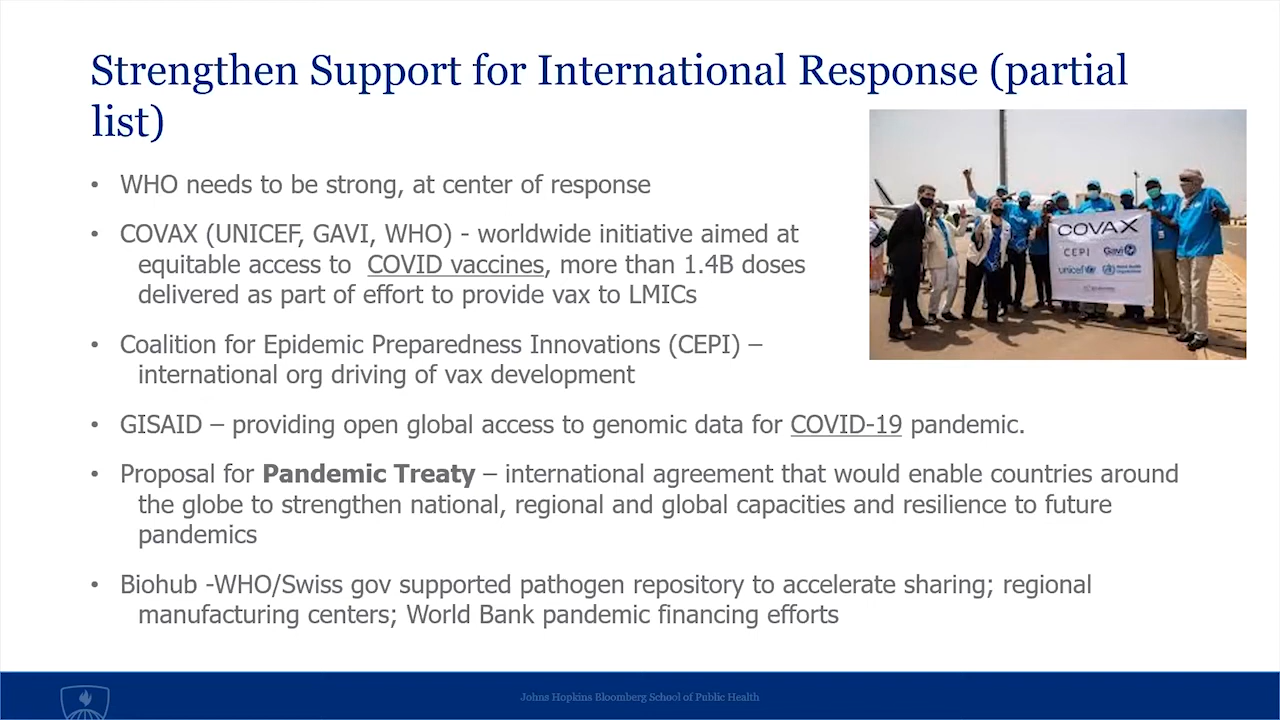 Strengthen Support for International Response (partial
list)
• WHO needs to be strong, at center of response
• COVAX (UNICEF, GAVI, WHO) - worldwide initiative aimed at
equitable access to COVID vaccines, more than 1.4B doses
delivered as part of effort to provide vax to LMICs
• Coalition for Epidemic Preparedness Innovations (CEPI) –
international org driving of vax development
• GISAID – providing open global access to genomic data for COVID-19 pandemic.
• Proposal for Pandemic Treaty – international agreement that would enable countries around
the globe to strengthen national, regional and global capacities and resilience to future
pandemics
• Biohub -WHO/Swiss gov supported pathogen repository to accelerate sharing; regional
manufacturing centers; World Bank pandemic financing efforts
COVAX
CEPI Gavi
unicef World Health
Organization
Johns Hopkins Bloomberg School of Public Health